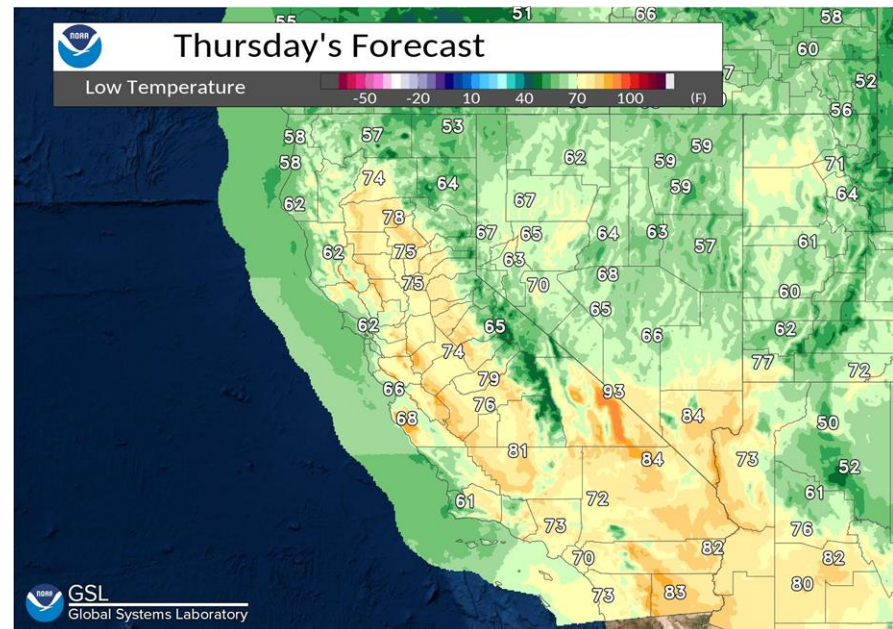 55 51 66 58
NOAA
Thursday's Forecast
60
Low Temperature
-50 -20 10 40 70 100 (F)
52
56
58 57 53 59
58 62 59 71
74 64 59 64
62 67
78 67 65 64 63 61
62 75 63 57
75 70 68 60
62 65 65 66 62
74 77 72
66 79 93
68 76 84 50
81 84 73 52
61 72 61
73 76
70 82 82
73 83 80
NOAA
GSL
Global Systems Laboratory